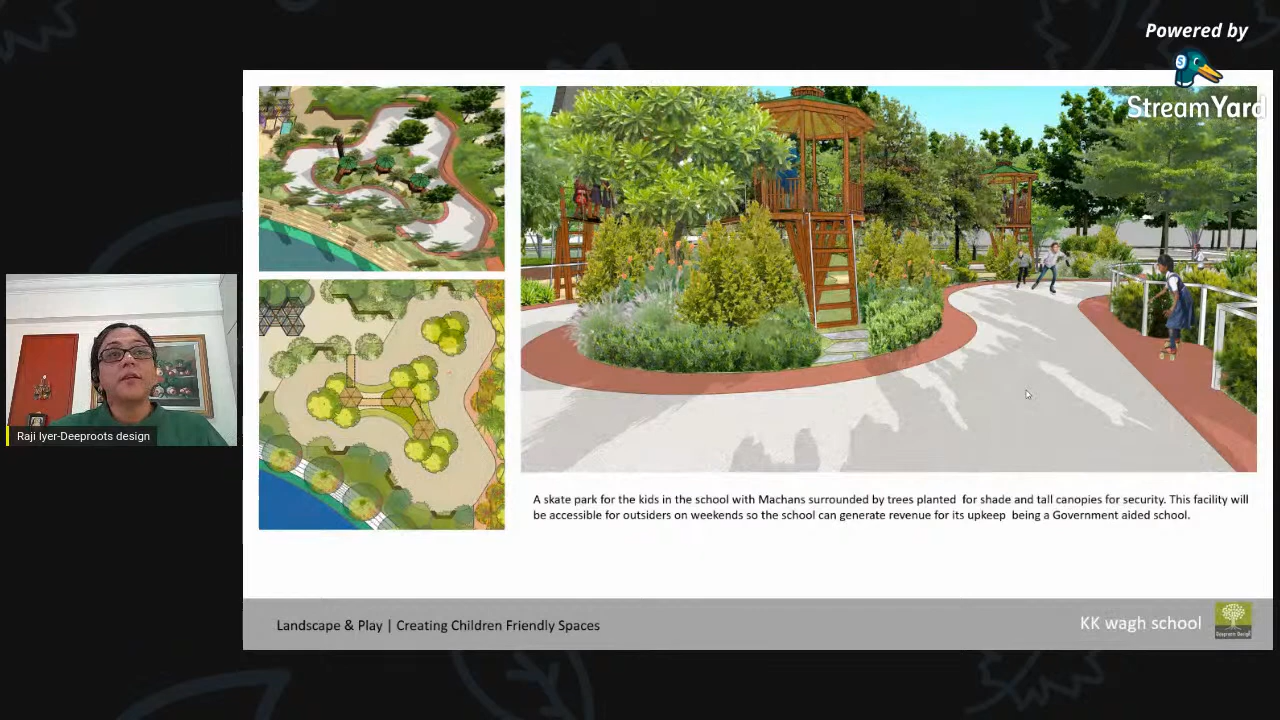 Powered by
StreamYard
Raji Iyer-Deeproots design
A skate park for the kids in the school with Machans surrounded by trees planted for shade and tall canopies for security. This facility will
be accessible for outsiders on weekends so the school can generate revenue for its upkeep being a Government aided school.
Landscape & Play | Creating Children Friendly Spaces
KK wagh school